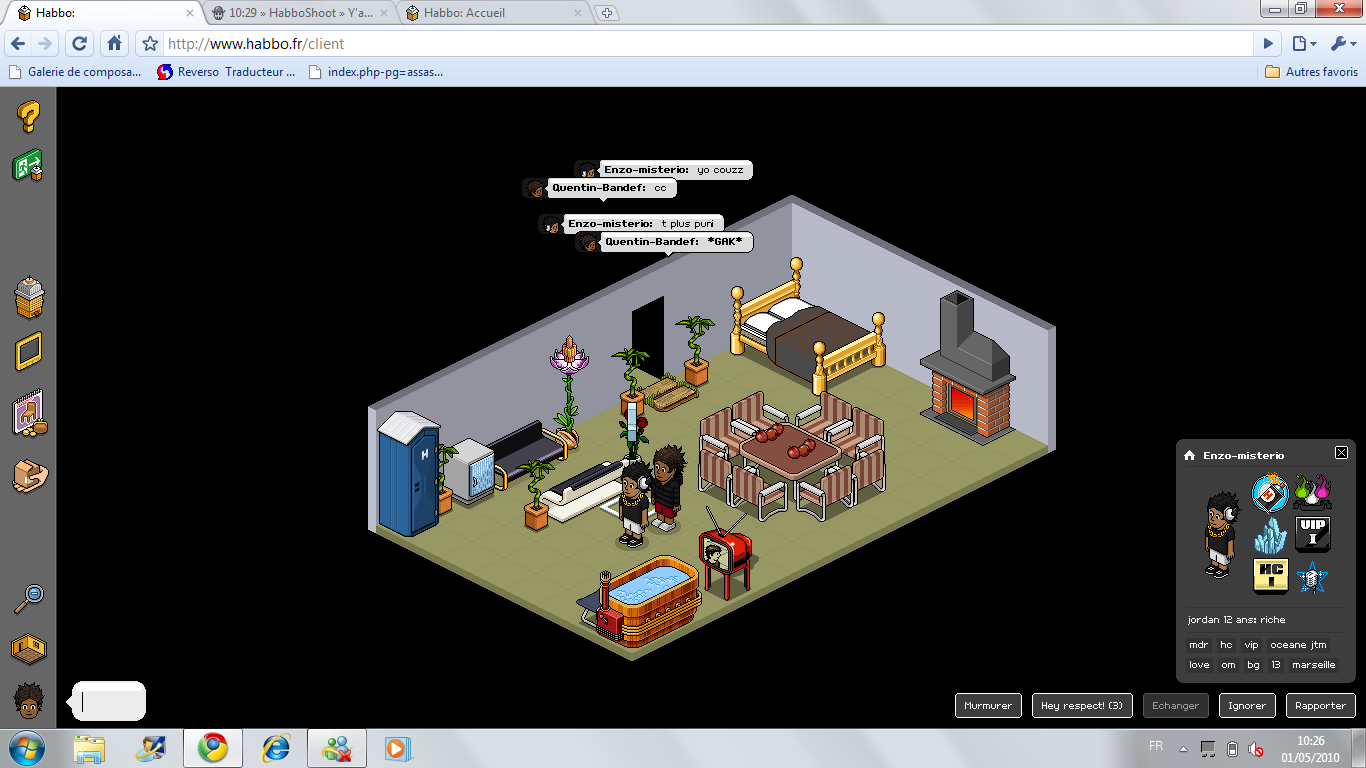 Habbo:
10:29 » HabboShoot » Y'a...
Habbo: Accueil
http://www.habbo.fr/client
Galerie de composa...
Reverso Traducteur ...
index.php-pg=assas...
Autres favoris
Enzo-misterio: yo couzz
Quentin-Bandef: cc
Enzo-misterio: t plus puni
Quentin-Bandef: *GAK*
H
Enzo-misterio
H
VIP
I
HC
I
jordan 12 ans: riche
mdr hc vip oceane jtm
love om bg 13 marseille
Murmurer Hey respect! (3) Echanger Ignorer Rapporter
FR
10:26
01/05/2010